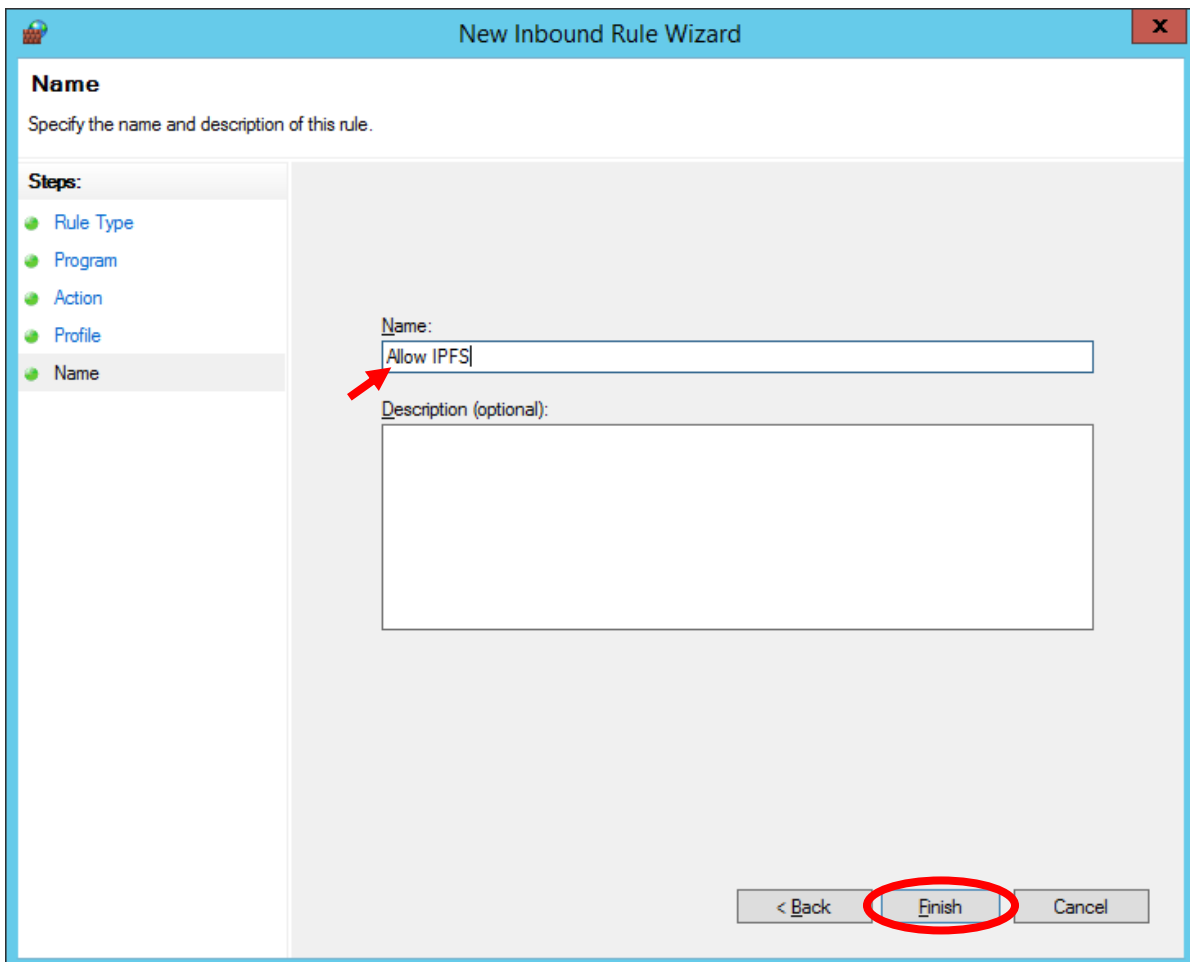 New Inbound Rule Wizard
x
Name
Specify the name and description of this rule.
Steps:
Rule Type
Program
Action
Profile
Name
Name:
Allow IPFS
Description (optional):
< Back
Finish
Cancel